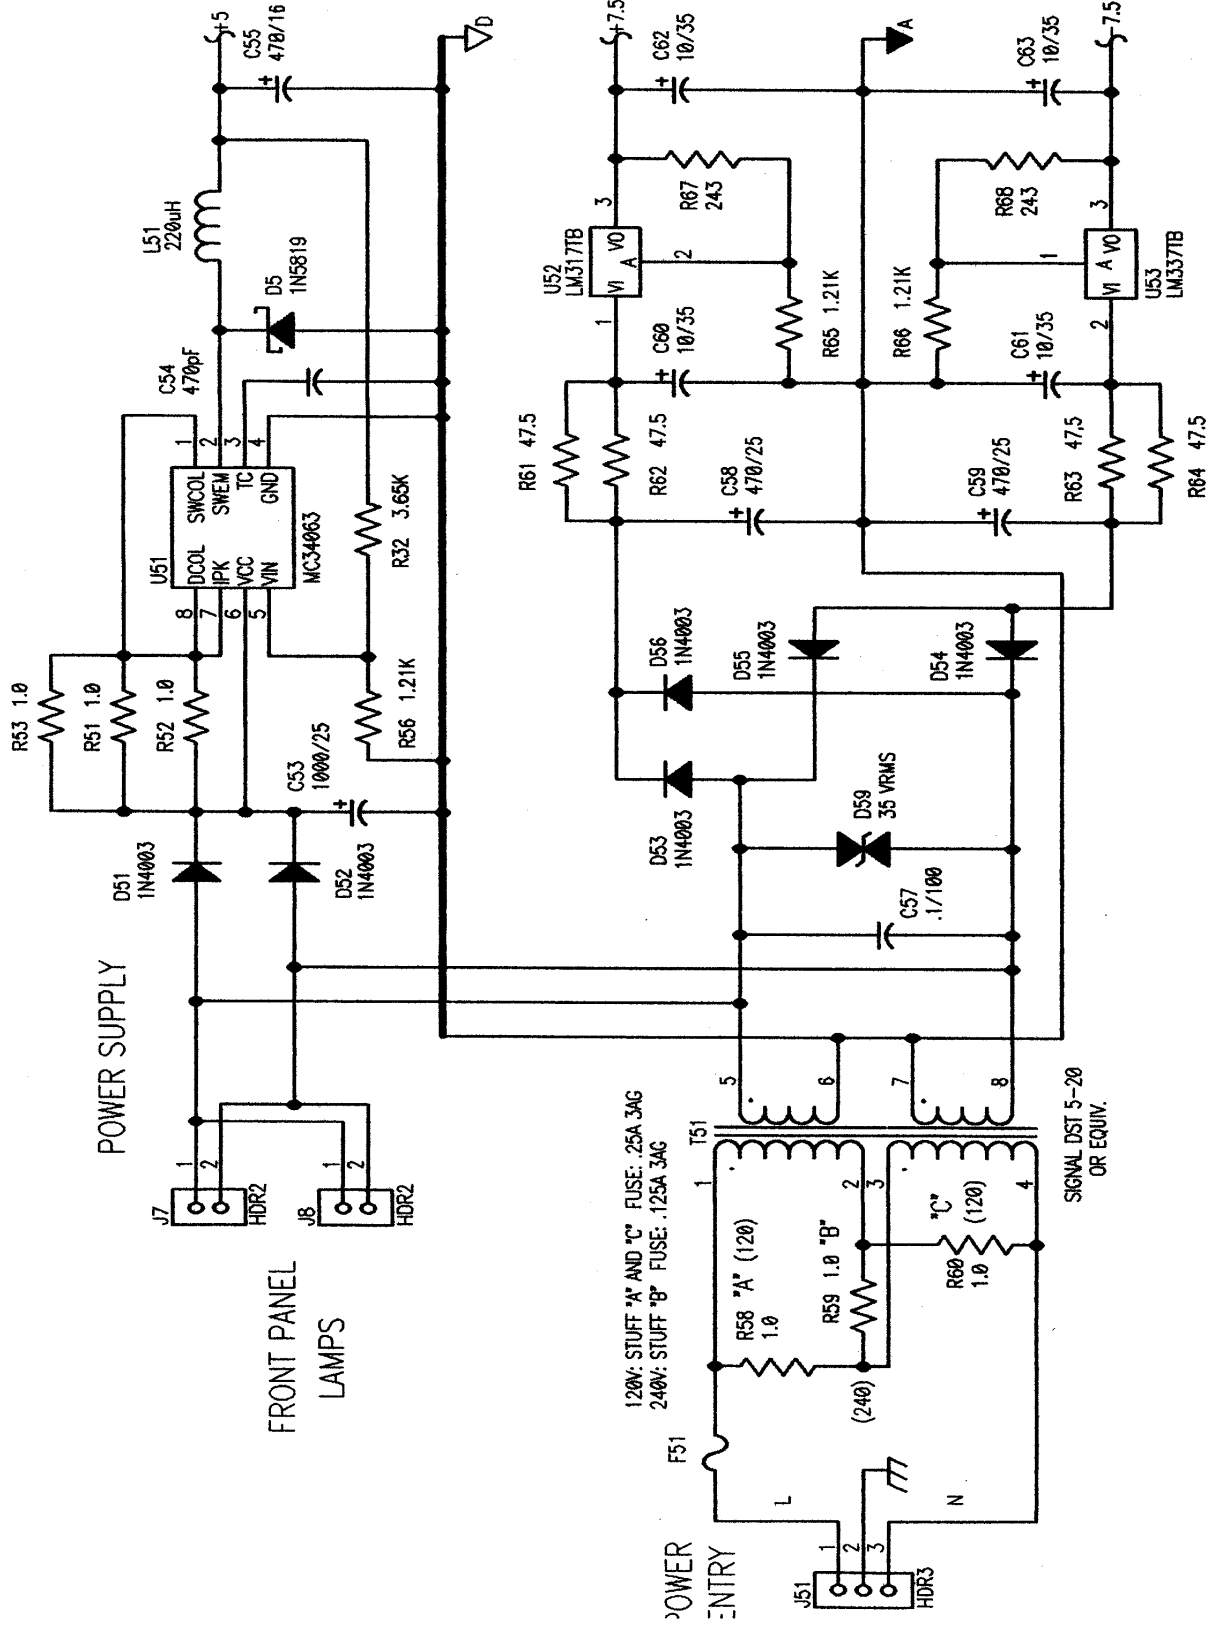 POWER SUPPLY
FRONT PANEL
LAMPS
POWER
ENTRY
J7
1
2
HDR2
J8
1
2
HDR2
R53 1.0
R51 1.0
R52 1.0
D51
1N4003
D52
1N4003
C53
1000/25
+
U51
MC34063
8
7
6
5
DCOL
IPK
VCC
VIN
SWCOL
SWEM
TC
GND
1
2
3
4
C54
470pF
D5
1N5819
L51
220uH
C55
470/16
+
+5
D
R56 1.21K
R32 3.65K
J51
1
2
3
HDR3
L
N
F51
120V: STUFF "A" AND "C" FUSE: .25A 3AG
240V: STUFF "B" FUSE: .125A 3AG
R58 "A" (120)
1.0
R59 1.0 "B"
(240)
R60
1.0
"C"
(120)
T51
1
2
3
4
5
6
7
8
SIGNAL DST 5-20
OR EQUIV.
C57
.1/100
D59
35 VRMS
D53
1N4003
D56
1N4003
D55
1N4003
D54
1N4003
R61 47.5
R62 47.5
C58
470/25
+
C59
470/25
+
R63 47.5
R64 47.5
C60
10/35
+
C61
10/35
+
R65 1.21K
R66 1.21K
U52
LM317TB
1
VI
A
VO
2
3
U53
LM337TB
2
VI
A
VO
1
3
R67
243
R68
243
C62
10/35
+
C63
10/35
+
+7.5
A
-7.5